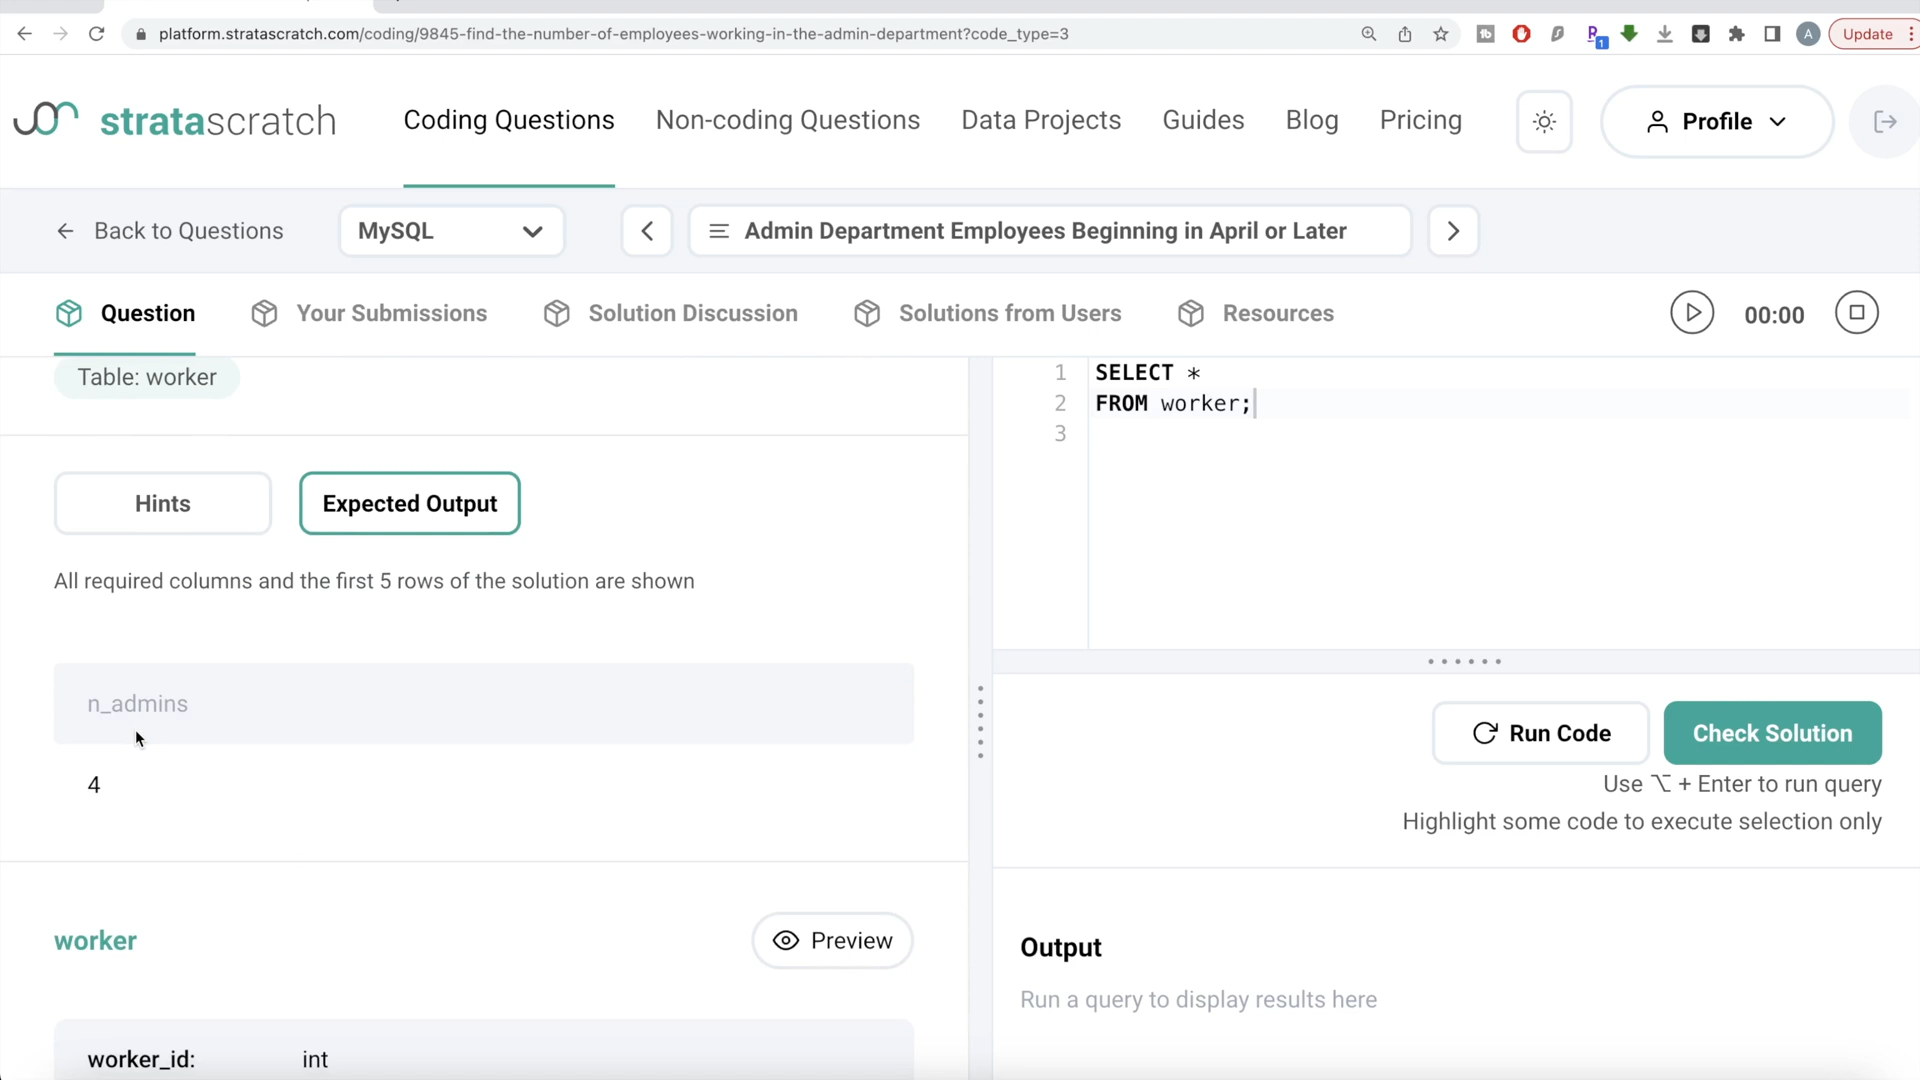 platform.stratascratch.com/coding/9845-find-the-number-of-employees-working-in-the-admin-department?code_type=3
1
A
Update
stratascratch
Coding Questions
Non-coding Questions
Data Projects
Guides
Blog
Pricing
Profile
Back to Questions
MySQL
Admin Department Employees Beginning in April or Later
Question
Your Submissions
Solution Discussion
Solutions from Users
Resources
00:00
Table: worker
Hints
Expected Output
All required columns and the first 5 rows of the solution are shown
n_admins
4
worker
Preview
worker_id: int
1 SELECT *
2 FROM worker;
3
Run Code
Check Solution
Use ⌥ + Enter to run query
Highlight some code to execute selection only
Output
Run a query to display results here